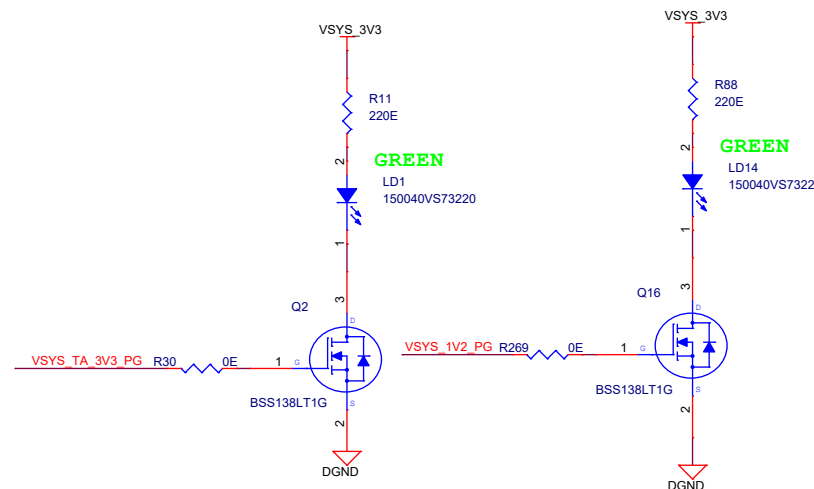 VSYS_3V3
R11
220E
2
GREEN
LD1
150040VS73220
1
3
Q2
D
VSYS_TA_3V3_PG
R30
0E
1
G
BSS138LT1G
S
2
DGND
VSYS_3V3
R88
220E
2
GREEN
LD14
150040VS7322
1
3
Q16
D
VSYS_1V2_PG
R269
0E
1
G
BSS138LT1G
S
2
DGND